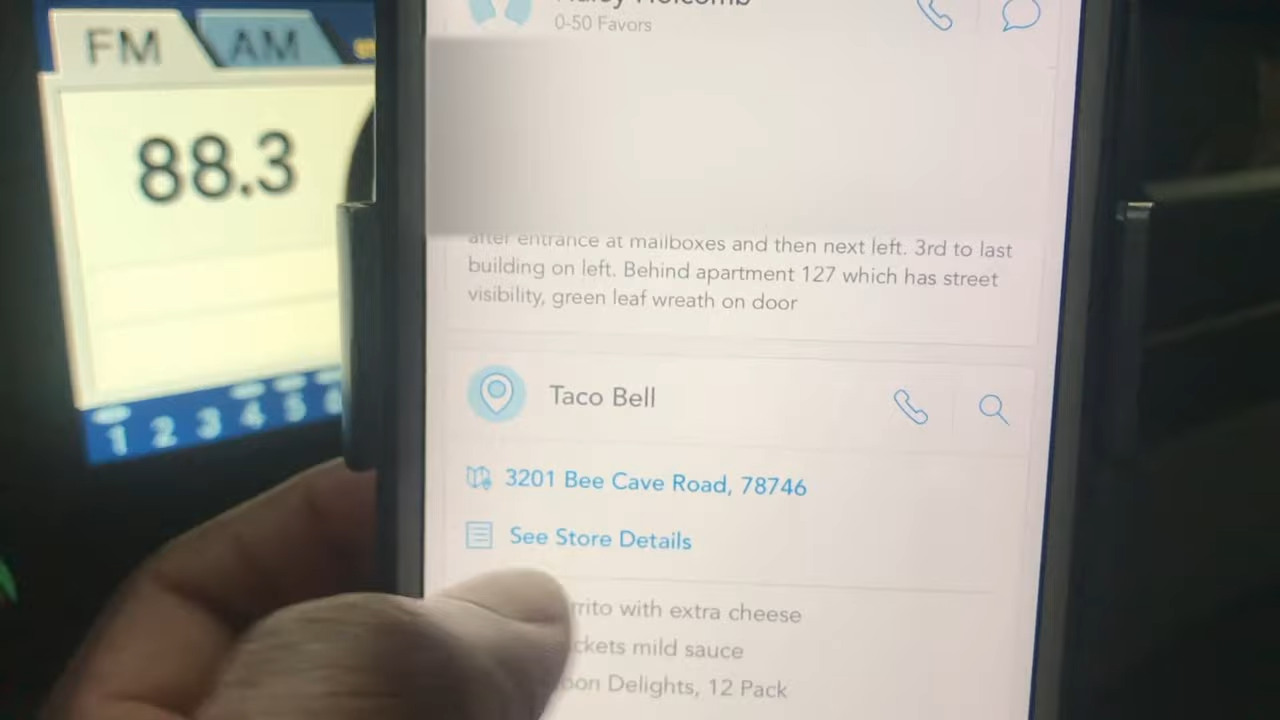 FM
AM
88.3
1 2 3 4 5 6
0-50 Favors
after entrance at mailboxes and then next left. 3rd to last
building on left. Behind apartment 127 which has street
visibility, green leaf wreath on door
Taco Bell
3201 Bee Cave Road, 78746
See Store Details
rrito with extra cheese
ckets mild sauce
oon Delights, 12 Pack